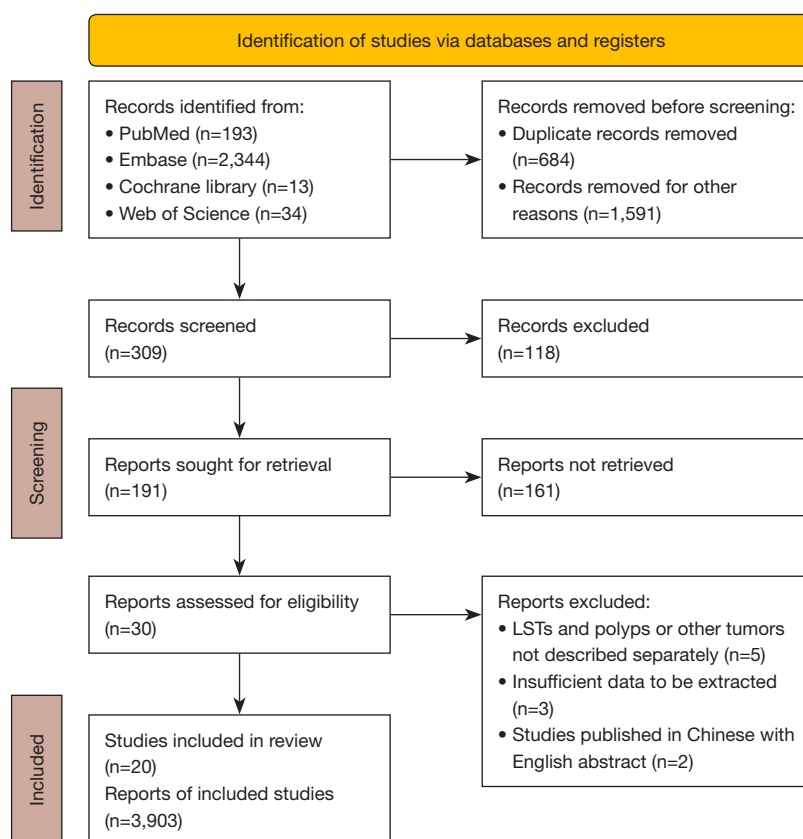 Identification of studies via databases and registers
Identification
Records identified from:
• PubMed (n=193)
• Embase (n=2,344)
• Cochrane library (n=13)
• Web of Science (n=34)
Records removed before screening:
• Duplicate records removed
(n=684)
• Records removed for other
reasons (n=1,591)
Records screened
(n=309)
Records excluded
(n=118)
Screening
Reports sought for retrieval
(n=191)
Reports not retrieved
(n=161)
Reports assessed for eligibility
(n=30)
Reports excluded:
• LSTs and polyps or other tumors
not described separately (n=5)
• Insufficient data to be extracted
(n=3)
• Studies published in Chinese with
English abstract (n=2)
Included
Studies included in review
(n=20)
Reports of included studies
(n=3,903)